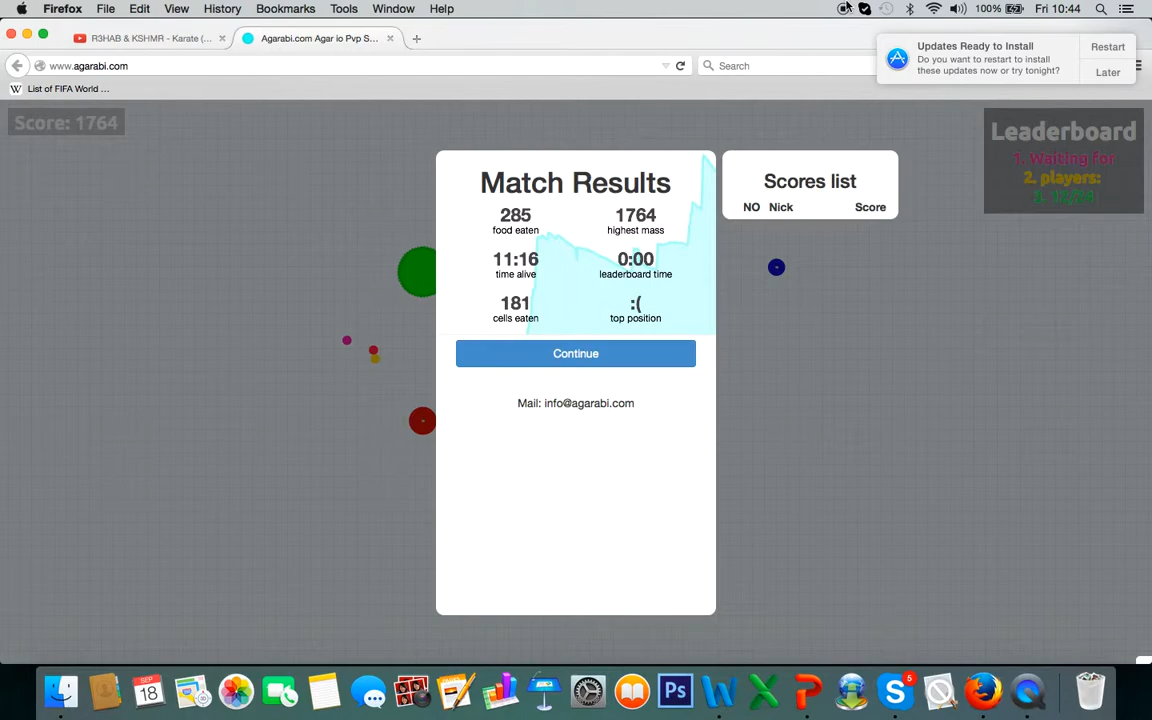 Firefox File Edit View History Bookmarks Tools Window Help 100% Fri 10:44
R3HAB & KSHMR - Karate (... Agarabi.com Agar io Pvp S...
www.agarabi.com Search
Updates Ready to Install
Do you want to restart to install
these updates now or try tonight?
Restart
Later
W List of FIFA World ...
Score: 1764
Leaderboard
1. Waiting for
2. players:
Match Results
285 1764
food eaten highest mass
11:16 0:00
time alive leaderboard time
181 :(
cells eaten top position
Continue
Mail: info@agarabi.com
Scores list
NO Nick Score
SEP
18
Ps
5